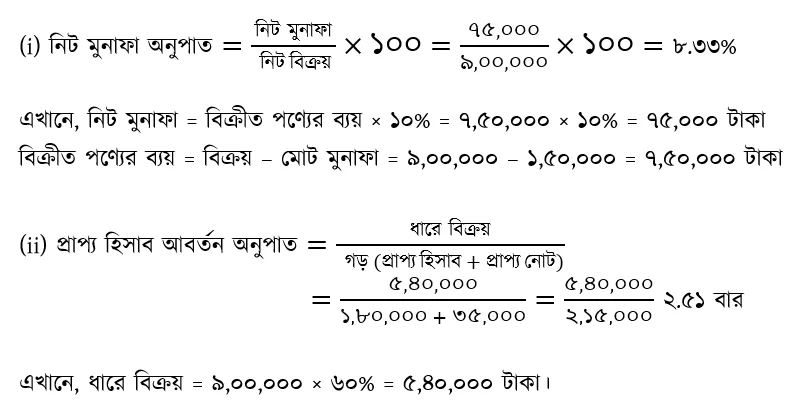 (i) নিট মুনাফা অনুপাত = নিট মুনাফা/নিট বিক্রয় × ১০০ = ৭৫,০০০/৯,০০,০০০ × ১০০ = ৮.৩৩%
এখানে, নিট মুনাফা = বিক্রীত পণ্যের ব্যয় × ১০% = ৭,৫০,০০০ × ১০% = ৭৫,০০০ টাকা
বিক্রীত পণ্যের ব্যয় = বিক্রয় – মোট মুনাফা = ৯,০০,০০০ – ১,৫০,০০০ = ৭,৫০,০০০ টাকা
(ii) প্রাপ্য হিসাব আবর্তন অনুপাত = ধারে বিক্রয়/গড় (প্রাপ্য হিসাব + প্রাপ্য নোট)
= ৫,৪০,০০০/১,৮০,০০০ + ৩৫,০০০ = ৫,৪০,০০০/২,১৫,০০০ ২.৫১ বার
এখানে, ধারে বিক্রয় = ৯,০০,০০০ × ৬০% = ৫,৪০,০০০ টাকা।